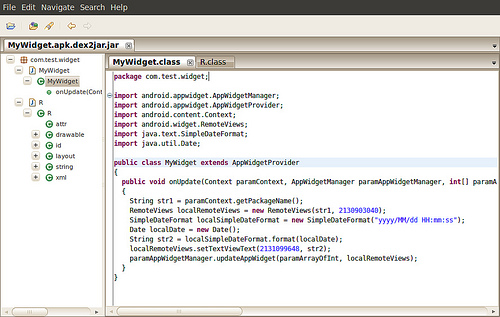 File Edit Navigate Search Help
MyWidget.apk.dex2jar.jar
com.test.widget
MyWidget
MyWidget
onUpdate(Cont
R
R
attr
drawable
id
layout
string
xml
MyWidget.class R.class
package com.test.widget;
import android.appwidget.AppWidgetManager;
import android.appwidget.AppWidgetProvider;
import android.content.Context;
import android.widget.RemoteViews;
import java.text.SimpleDateFormat;
import java.util.Date;
public class MyWidget extends AppWidgetProvider
{
public void onUpdate(Context paramContext, AppWidgetManager paramAppWidgetManager, int[] paramA
{
String str1 = paramContext.getPackageName();
RemoteViews localRemoteViews = new RemoteViews(str1, 2130903040);
SimpleDateFormat localSimpleDateFormat = new SimpleDateFormat("yyyy/MM/dd HH:mm:ss");
Date localDate = new Date();
String str2 = localSimpleDateFormat.format(localDate);
localRemoteViews.setTextViewText(2131099648, str2);
paramAppWidgetManager.updateAppWidget(paramArrayOfInt, localRemoteViews);
}
}